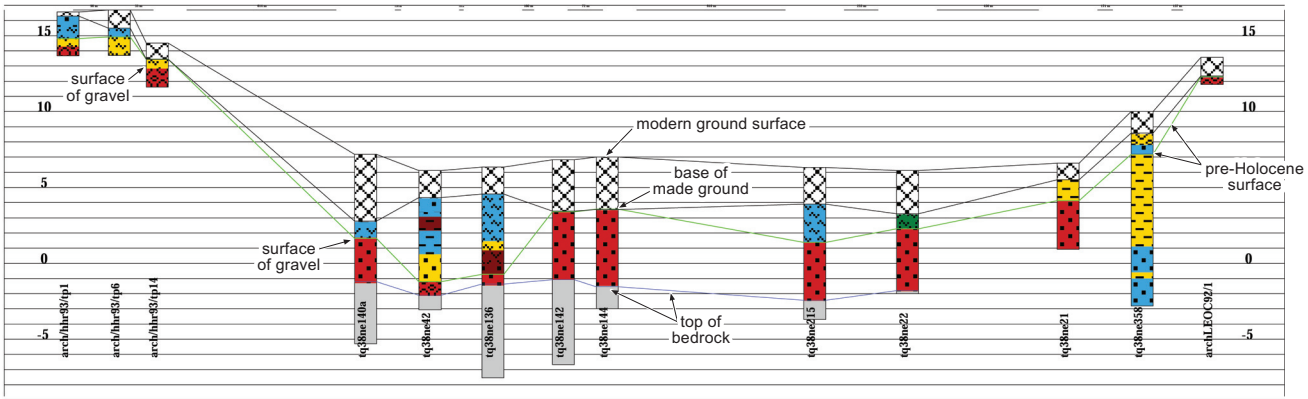 15
15
surface
of gravel
10
10
modern ground surface
base of
made ground
pre-Holocene
surface
5
5
surface
of gravel
0
0
top of
bedrock
-5
-5
arch/hhr93/tp1
arch/hhr93/tp6
arch/hhr93/tp14
tq38ne140a
tq38ne42
tq38ne136
tq38ne142
tq38ne144
tq38ne215
tq38ne22
tq38ne21
tq38ne358
archLEOC92/1